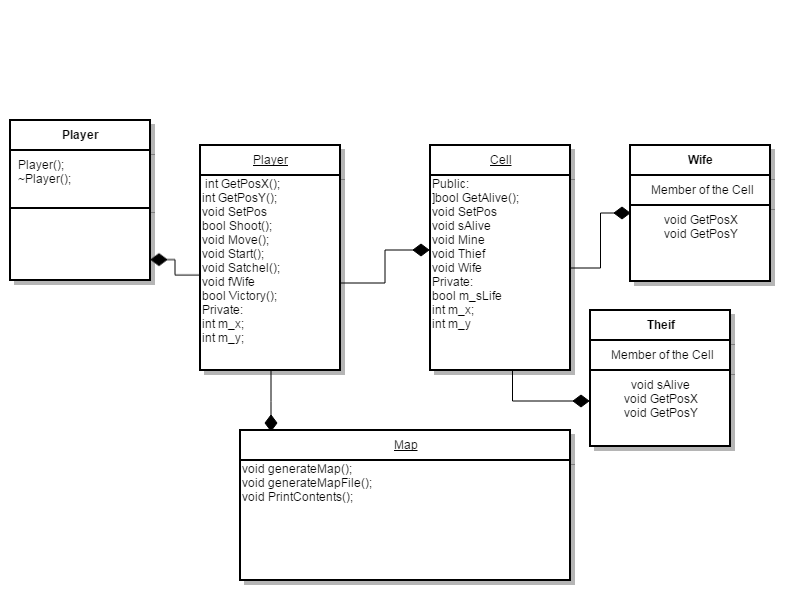 Player
Player();
~Player();
Player
int GetPosX();
int GetPosY();
void SetPos
bool Shoot();
void Move();
void Start();
void Satchel();
void fWife
bool Victory();
Private:
int m_x;
int m_y;
Cell
Public:
]bool GetAlive();
void SetPos
void sAlive
void Mine
void Thief
void Wife
Private:
bool m_sLife
int m_x;
int m_y
Wife
Member of the Cell
void GetPosX
void GetPosY
Theif
Member of the Cell
void sAlive
void GetPosX
void GetPosY
Map
void generateMap();
void generateMapFile();
void PrintContents();